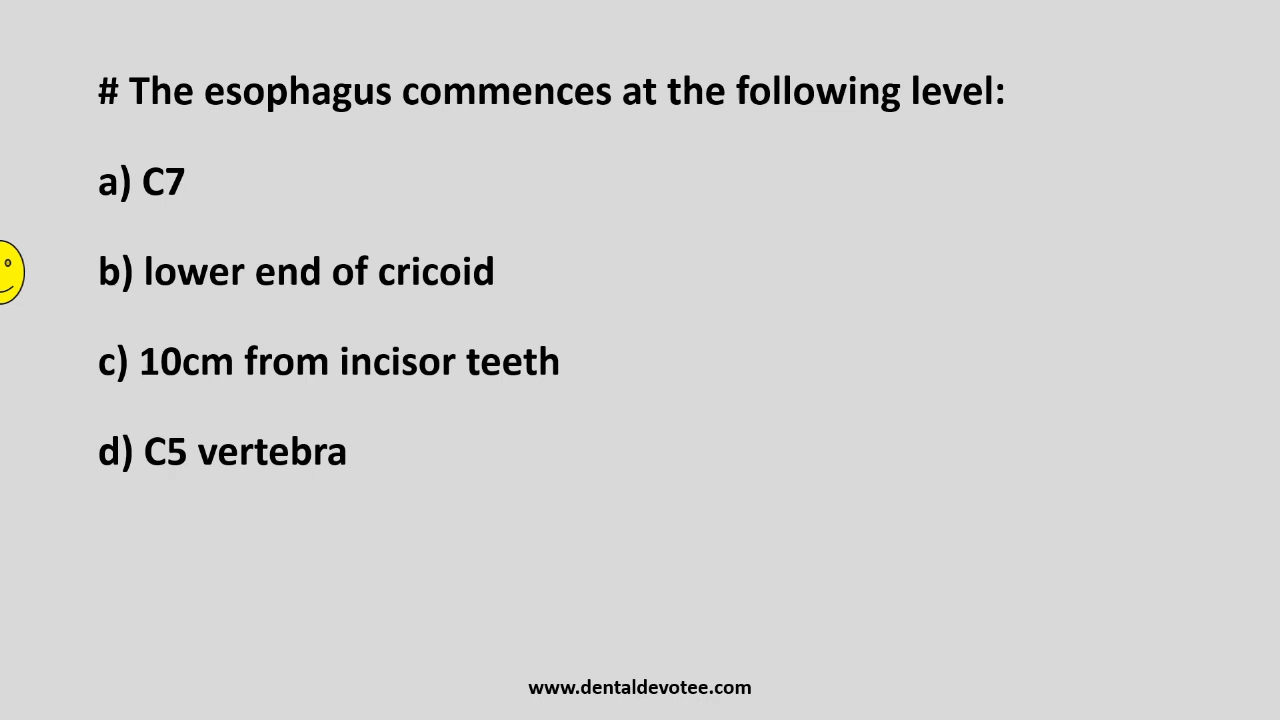 # The esophagus commences at the following level:
a) C7
b) lower end of cricoid
c) 10cm from incisor teeth
d) C5 vertebra
www.dentaldevotee.com